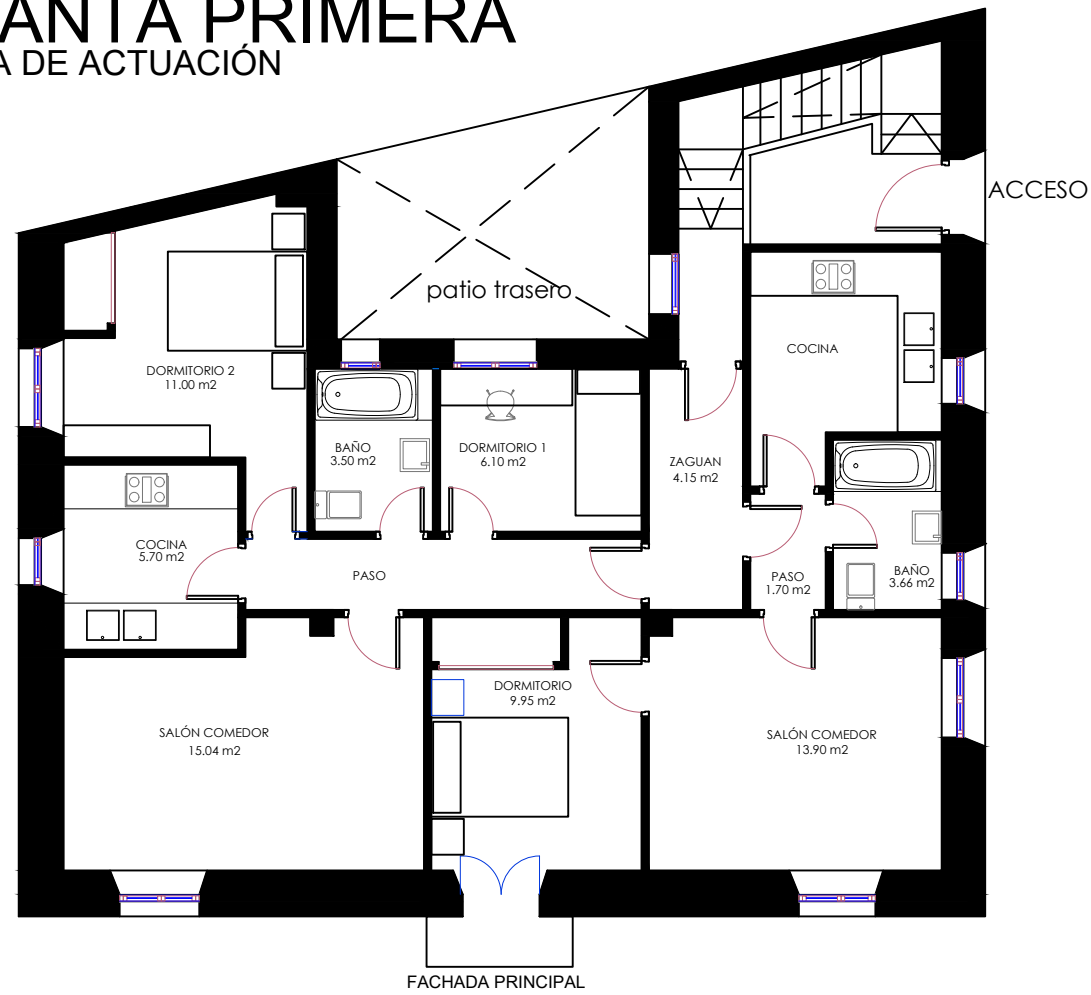 ANTA PRIMERA
A DE ACTUACIÓN
ACCESO
patio trasero
COCINA
DORMITORIO 2
11.00 m2
BAÑO
3.50 m2
DORMITORIO 1
6.10 m2
ZAGUAN
4.15 m2
COCINA
5.70 m2
PASO
PASO
1.70 m2
BAÑO
3.66 m2
DORMITORIO
9.95 m2
SALÓN COMEDOR
15.04 m2
SALÓN COMEDOR
13.90 m2
FACHADA PRINCIPAL